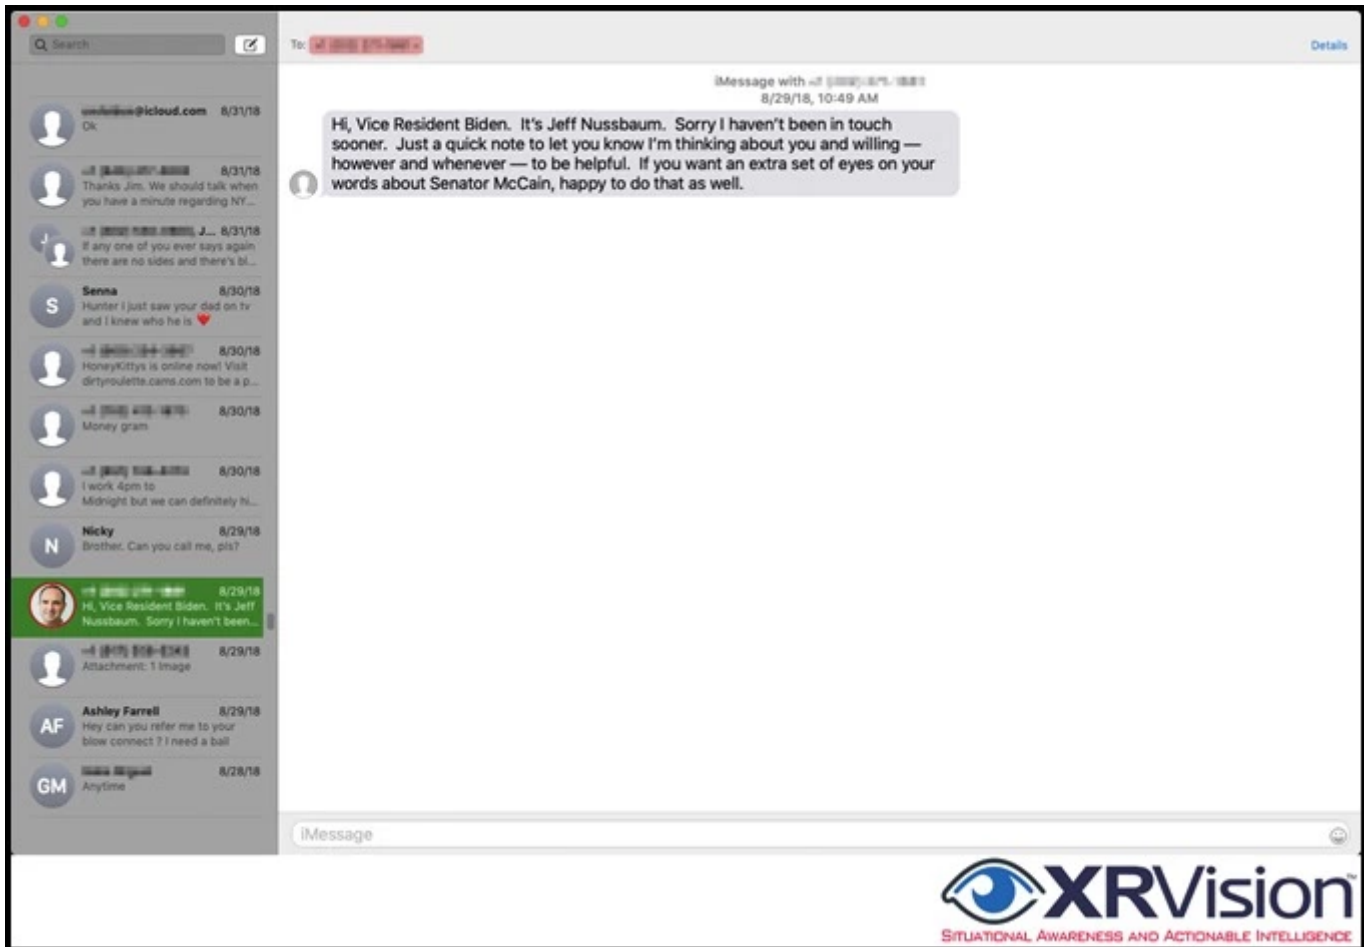 Search
To:
Details
@icloud.com 8/31/18
Ok
8/31/18
Thanks Jim. We should talk when
you have a minute regarding NY...
J... 8/31/18
If any one of you ever says again
there are no sides and there's bl...
Senna 8/30/18
Hunter I just saw your dad on tv
and I knew who he is ❤
8/30/18
HoneyKittys is online now! Visit
dirtyroulette.cams.com to be a p...
8/30/18
Money gram
8/30/18
I work 4pm to
Midnight but we can definitely hi...
N
Nicky 8/29/18
Brother. Can you call me, pls?
8/29/18
Hi, Vice Resident Biden. It's Jeff
Nussbaum. Sorry I haven't been...
8/29/18
Attachment: 1 Image
AF
Ashley Farrell 8/29/18
Hey can you refer me to your
blow connect ? I need a ball
GM
8/28/18
Anytime
iMessage with
8/29/18, 10:49 AM
Hi, Vice Resident Biden. It's Jeff Nussbaum. Sorry I haven't been in touch
sooner. Just a quick note to let you know I'm thinking about you and willing —
however and whenever — to be helpful. If you want an extra set of eyes on your
words about Senator McCain, happy to do that as well.
iMessage
XRVision™
SITUATIONAL AWARENESS AND ACTIONABLE INTELLIGENCE